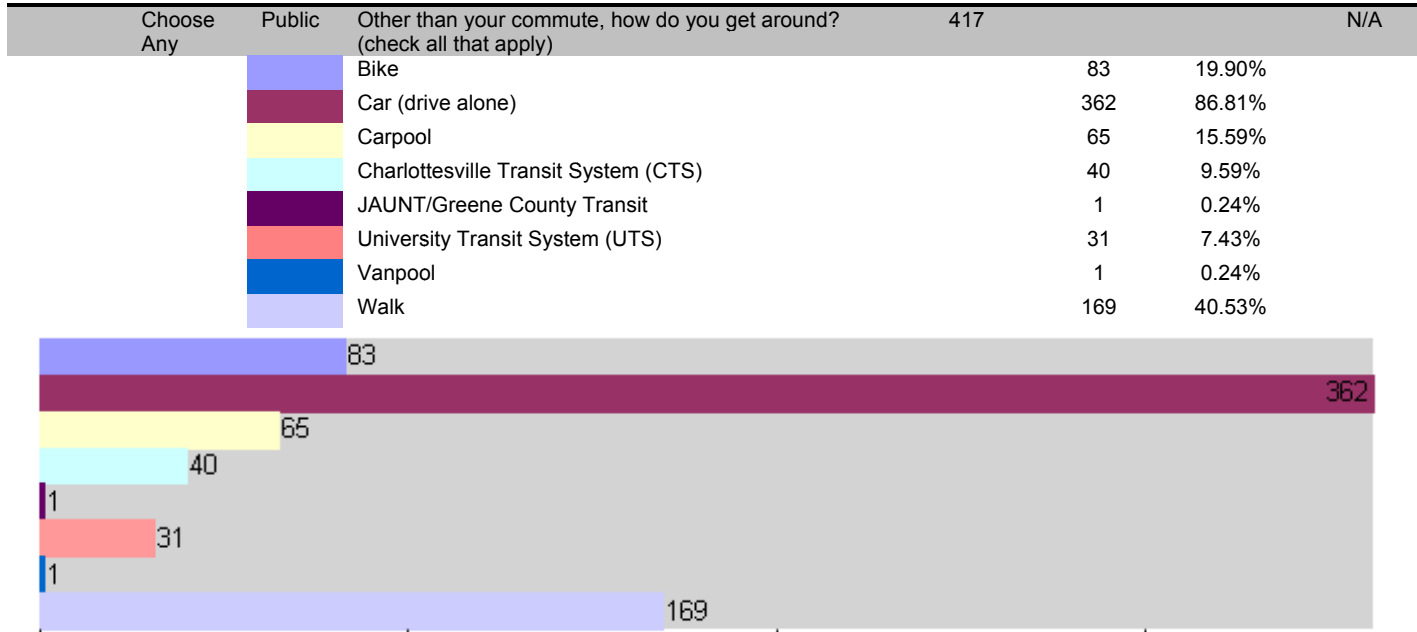 Choose Public Other than your commute, how do you get around? 417 N/A
Any (check all that apply)
Bike 83 19.90%
Car (drive alone) 362 86.81%
Carpool 65 15.59%
Charlottesville Transit System (CTS) 40 9.59%
JAUNT/Greene County Transit 1 0.24%
University Transit System (UTS) 31 7.43%
Vanpool 1 0.24%
Walk 169 40.53%
83
362
65
40
1
31
1
169